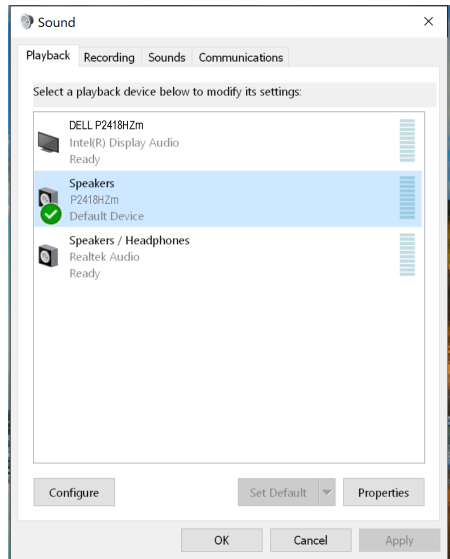 Sound
Playback Recording Sounds Communications
Select a playback device below to modify its settings:
DELL P2418HZm
Intel(R) Display Audio
Ready
Speakers
P2418HZm
Default Device
Speakers / Headphones
Realtek Audio
Ready
Configure Set Default Properties
OK Cancel Apply